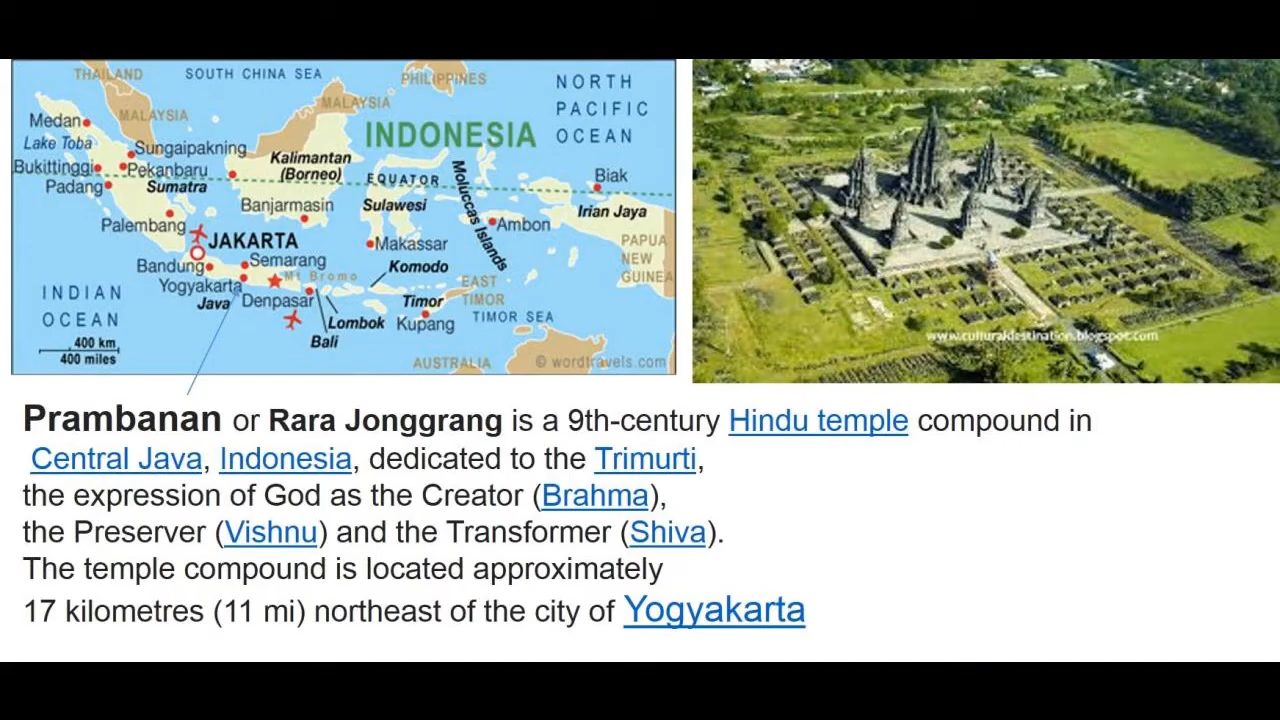 THAILAND
SOUTH CHINA SEA
PHILIPPINES
NORTH
PACIFIC
OCEAN
MALAYSIA
MALAYSIA
INDONESIA
Medan
Lake Toba
Sungaipakning
Bukittinggi
Pekanbaru
Padang
Sumatra
Kalimantan
(Borneo)
EQUATOR
Moluccas Islands
Biak
Palembang
Banjarmasin
Sulawesi
Ambon
Irian Jaya
JAKARTA
Makassar
PAPUA
NEW
GUINEA
Bandung
Semarang
Mt Bromo
Komodo
Yogyakarta
Java
Denpasar
EAST
TIMOR
Timor
TIMOR SEA
INDIAN
OCEAN
Lombok
Kupang
Bali
400 km
400 miles
AUSTRALIA
© wordtravels.com
www.culturaldestination.blogspot.com
Prambanan or Rara Jonggrang is a 9th-century Hindu temple compound in
Central Java, Indonesia, dedicated to the Trimurti,
the expression of God as the Creator (Brahma),
the Preserver (Vishnu) and the Transformer (Shiva).
The temple compound is located approximately
17 kilometres (11 mi) northeast of the city of Yogyakarta